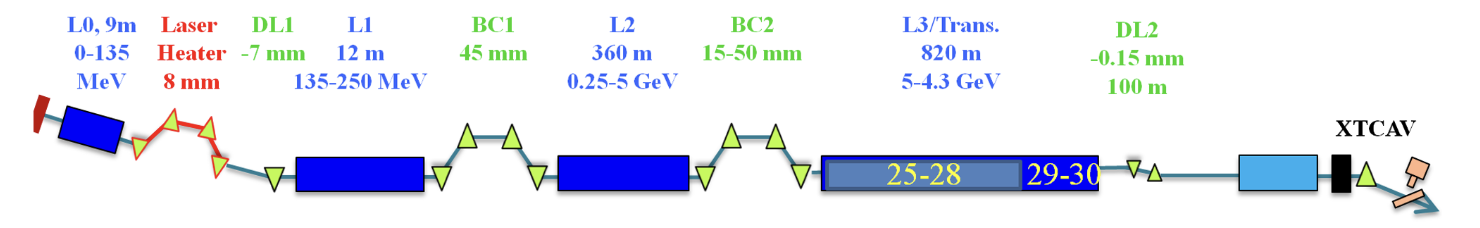 L0, 9m
0-135
MeV
Laser
Heater
8 mm
DL1
-7 mm
L1
12 m
135-250 MeV
BC1
45 mm
L2
360 m
0.25-5 GeV
BC2
15-50 mm
L3/Trans.
820 m
5-4.3 GeV
DL2
-0.15 mm
100 m
XTCAV
25-28
29-30